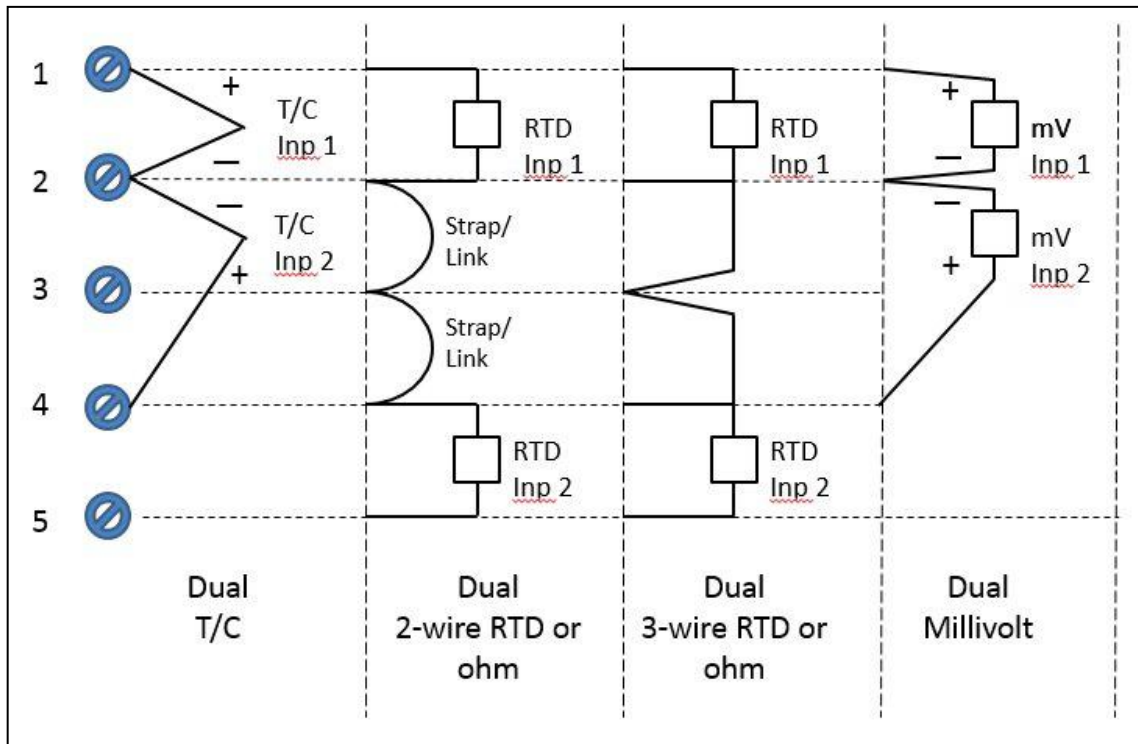 1
2
3
4
5
+
T/C
Inp 1
—
—
T/C
Inp 2
+
RTD
Inp 1
Strap/
Link
Strap/
Link
RTD
Inp 2
RTD
Inp 1
RTD
Inp 2
+
mV
Inp 1
—
—
mV
Inp 2
+
Dual
T/C
Dual
2-wire RTD or
ohm
Dual
3-wire RTD or
ohm
Dual
Millivolt